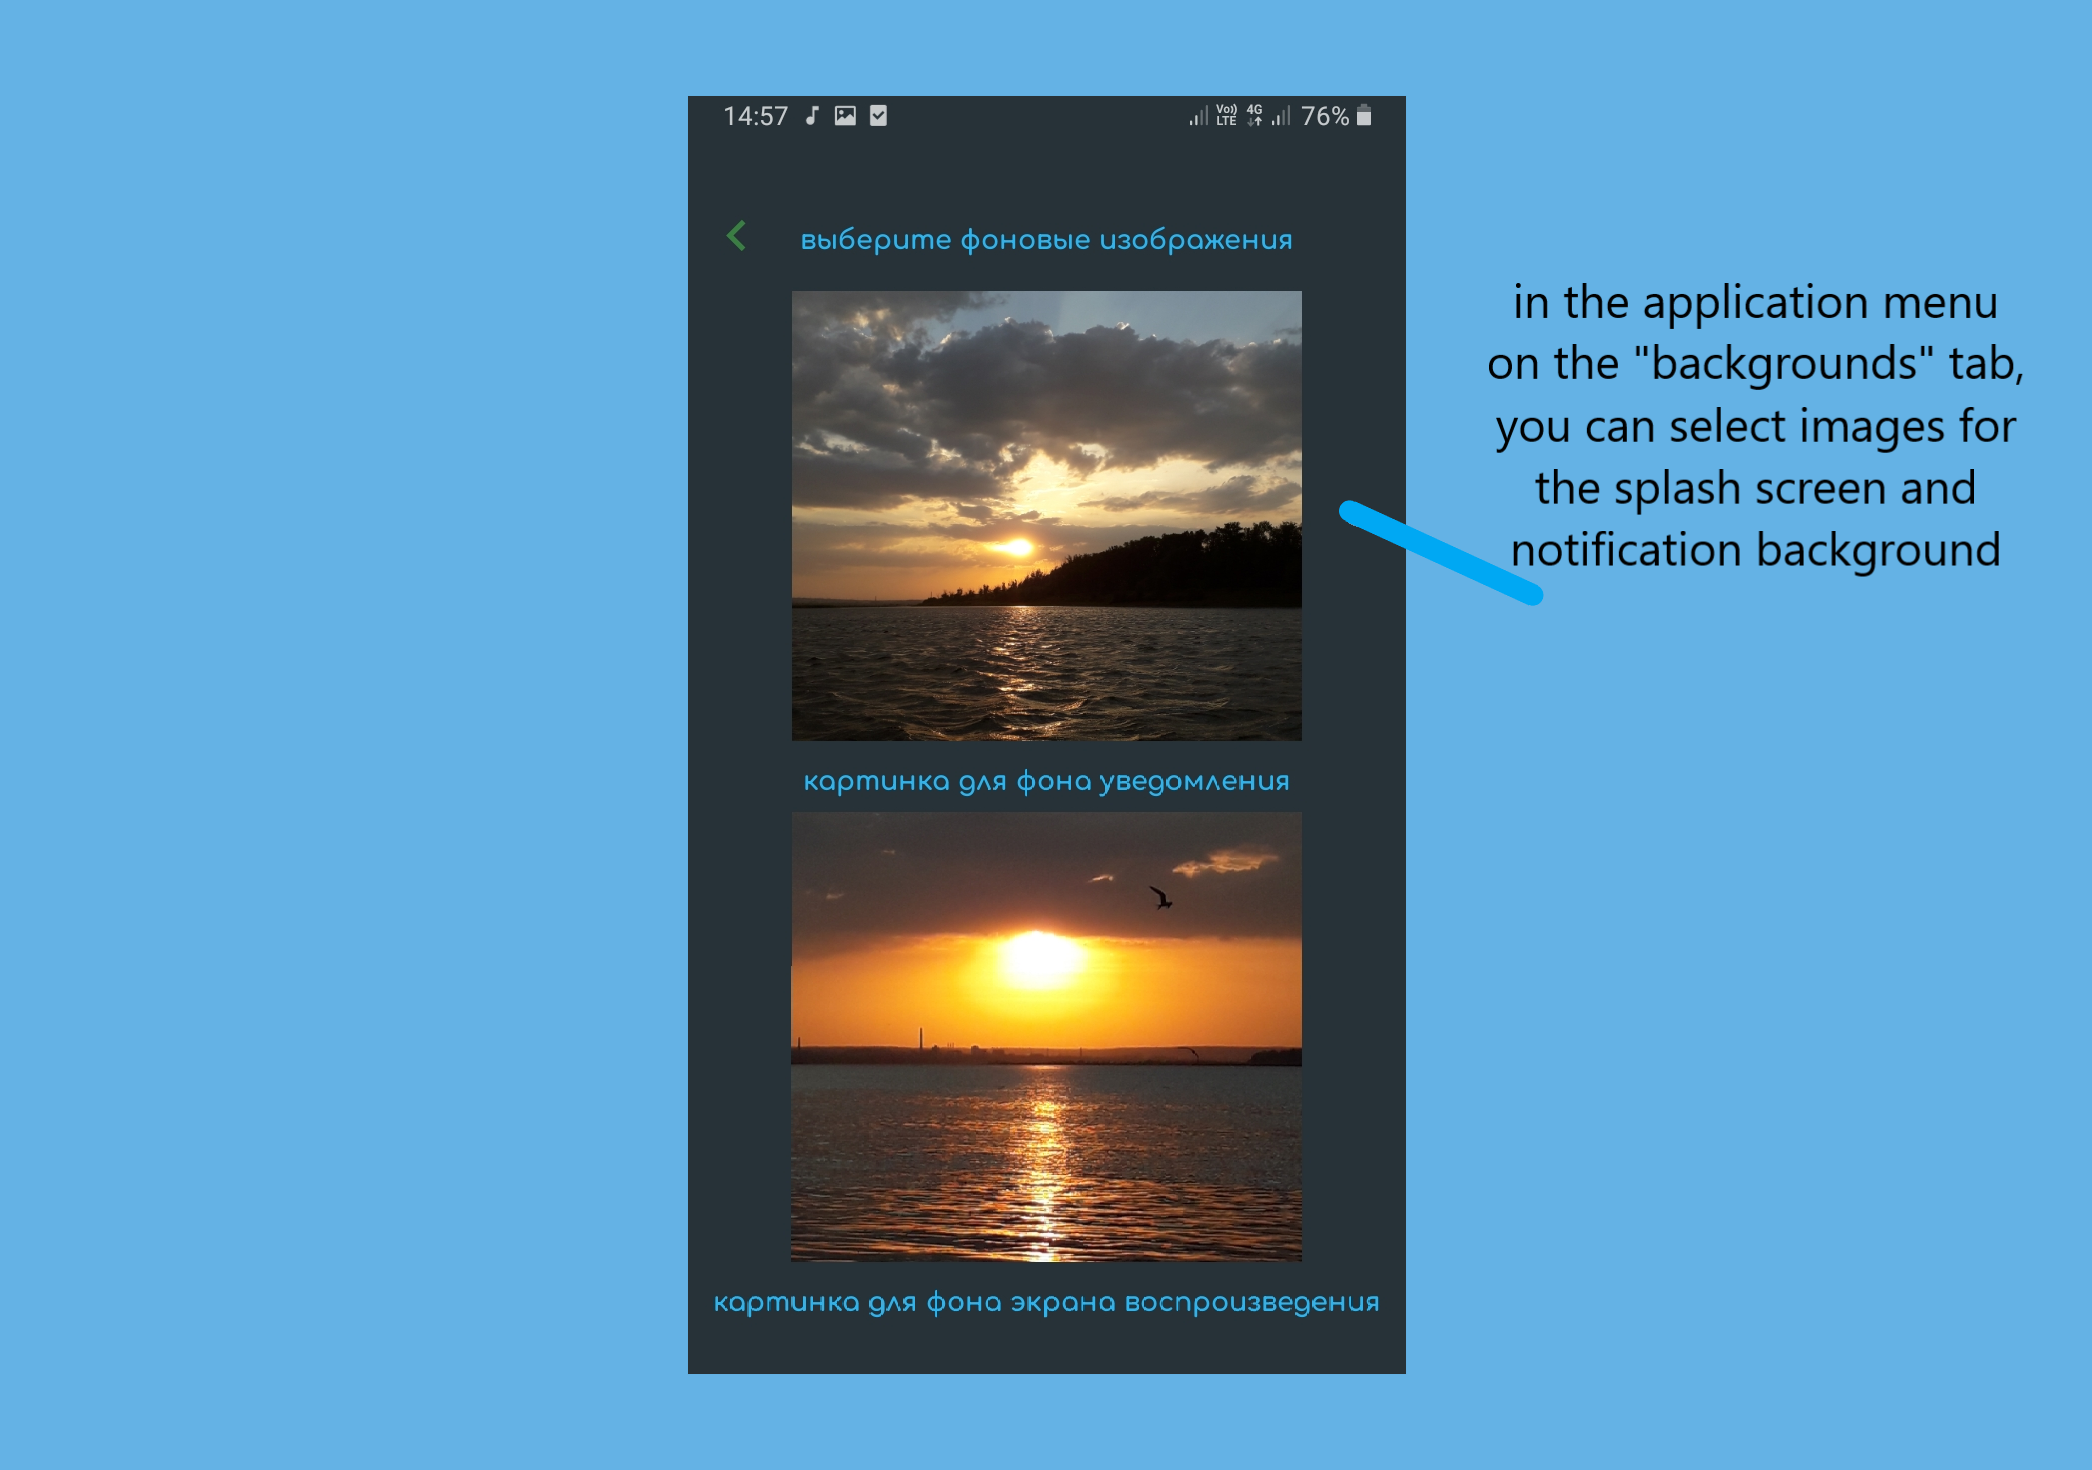 14:57 Vo)) LTE 4G 76%
выберите фоновые изображения
in the application menu
on the "backgrounds" tab,
you can select images for
the splash screen and
notification background
картинка для фона уведомления
картинка для фона экрана воспроизведения